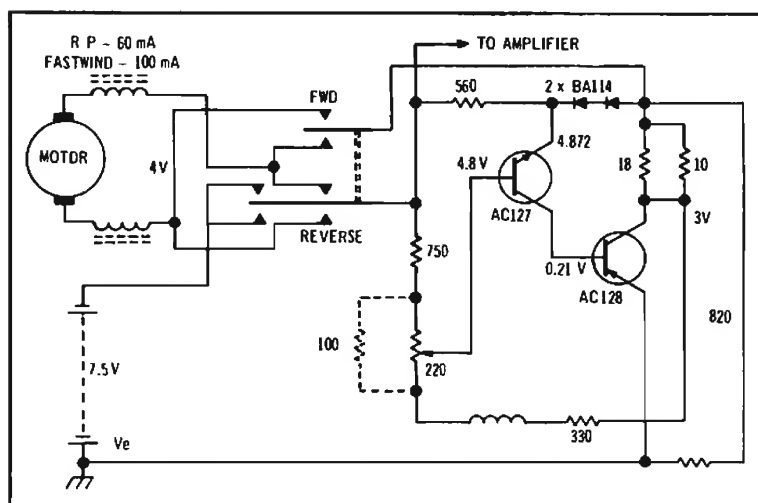 R P - 60 mA
FASTWIND - 100 mA
TO AMPLIFIER
FWD
560
2 x BA114
MOTOR
4V
4.872
4.8 V
18
10
AC127
3V
REVERSE
750
0.21 V
AC128
820
100
220
7.5V
330
Ve